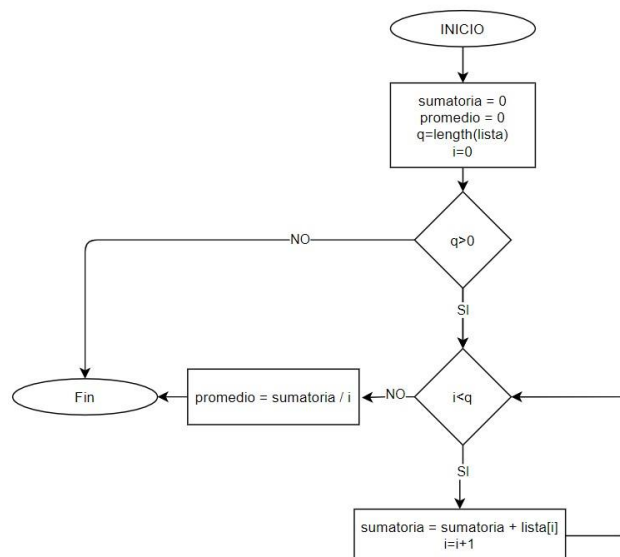 INICIO
sumatoria = 0
promedio = 0
q=length(lista)
i=0
NO
q>0
SI
Fin
promedio = sumatoria / i
NO
i<q
SI
sumatoria = sumatoria + lista[i]
i=i+1